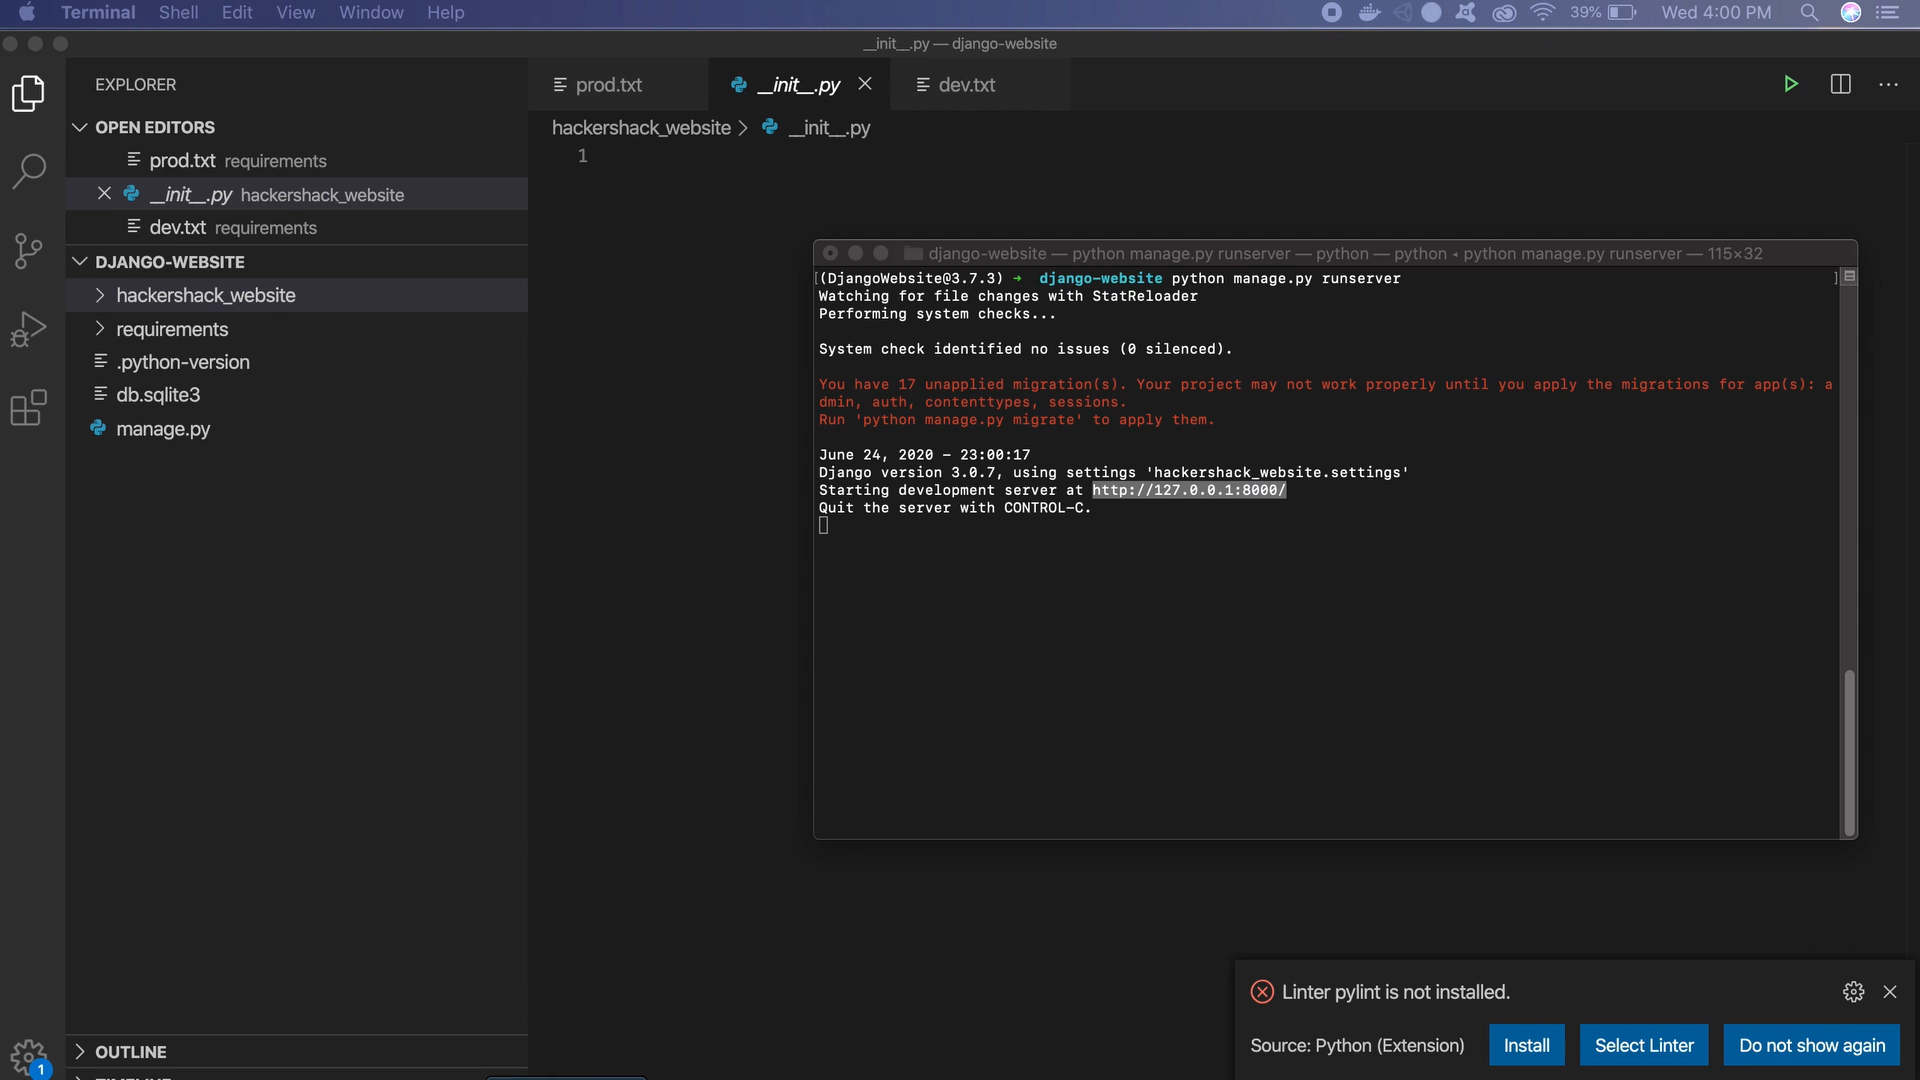 Terminal Shell Edit View Window Help 39% Wed 4:00 PM
__init__.py — django-website
EXPLORER
OPEN EDITORS
prod.txt requirements
__init__.py hackershack_website
dev.txt requirements
DJANGO-WEBSITE
hackershack_website
requirements
.python-version
db.sqlite3
manage.py
OUTLINE
1
prod.txt __init__.py dev.txt
hackershack_website > __init__.py
1
django-website — python manage.py runserver — python — python ◂ python manage.py runserver — 115×32
[(DjangoWebsite@3.7.3) → django-website python manage.py runserver ]
Watching for file changes with StatReloader
Performing system checks...
System check identified no issues (0 silenced).
You have 17 unapplied migration(s). Your project may not work properly until you apply the migrations for app(s): a
dmin, auth, contenttypes, sessions.
Run 'python manage.py migrate' to apply them.
June 24, 2020 - 23:00:17
Django version 3.0.7, using settings 'hackershack_website.settings'
Starting development server at http://127.0.0.1:8000/
Quit the server with CONTROL-C.
Linter pylint is not installed.
Source: Python (Extension) Install Select Linter Do not show again